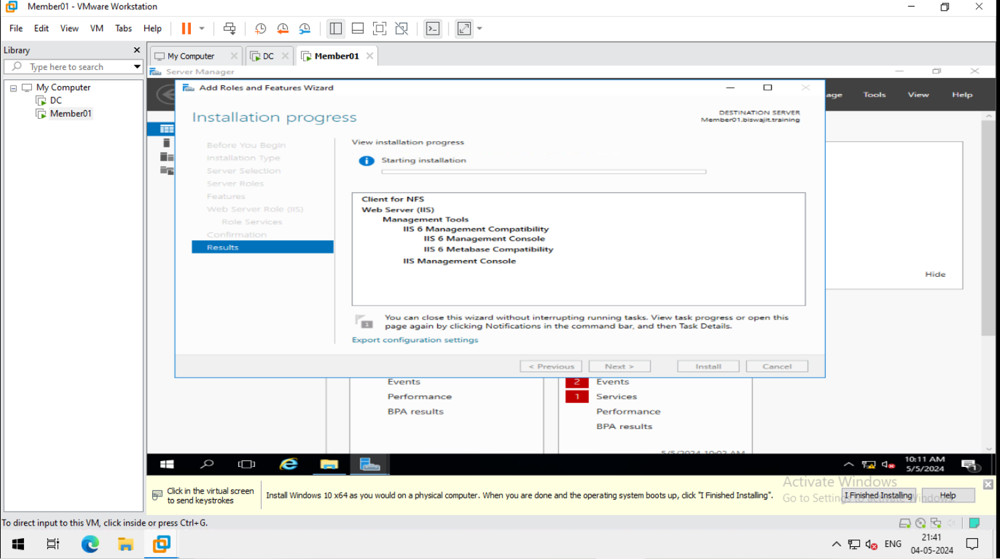 Member01 - VMware Workstation
File Edit View VM Tabs Help
Library
Type here to search
My Computer
DC
Member01
My Computer
DC
Member01
Server Manager
age Tools View Help
Add Roles and Features Wizard
Installation progress
DESTINATION SERVER
Member01.biswajit.training
Before You Begin
Installation Type
Server Selection
Server Roles
Features
Web Server Role (IIS)
Role Services
Confirmation
Results
View installation progress
Starting installation
Client for NFS
Web Server (IIS)
Management Tools
IIS 6 Management Compatibility
IIS 6 Management Console
IIS 6 Metabase Compatibility
IIS Management Console
1
You can close this wizard without interrupting running tasks. View task progress or open this
page again by clicking Notifications in the command bar, and then Task Details.
Export configuration settings
< Previous Next > Install Cancel
Hide
Events
Performance
BPA results
2 Events
1 Services
Performance
BPA results
5/5/2024 10:02 AM
10:11 AM
5/5/2024
1
Click in the virtual screen
to send keystrokes
Install Windows 10 x64 as you would on a physical computer. When you are done and the operating system boots up, click "I Finished Installing".
I Finished Installing
Help
Activate Windows
Go to Settings to activate Windows.
To direct input to this VM, click inside or press Ctrl+G.
ENG
21:41
04-05-2024